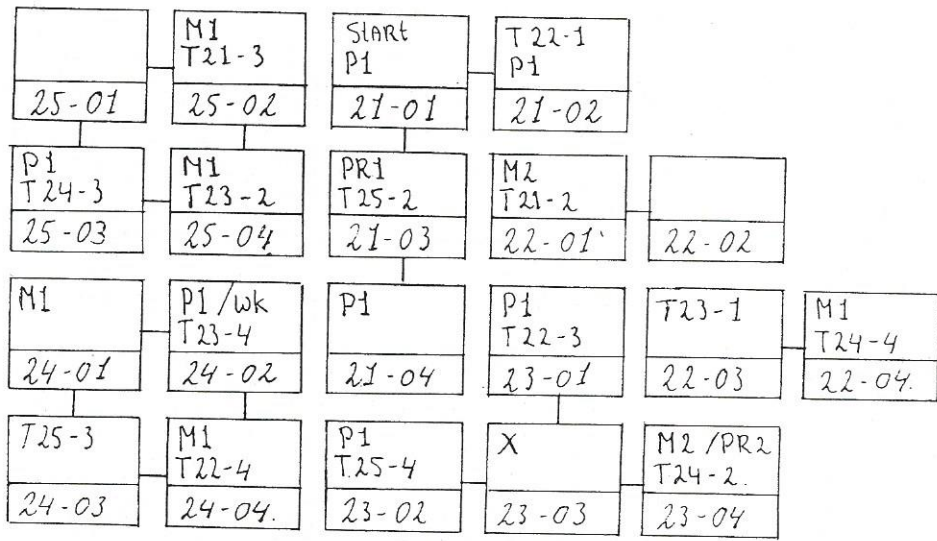 25-01
M1
T21-3
25-02
START
P1
21-01
T22-1
P1
21-02
P1
T24-3
25-03
M1
T23-2
25-04
PR1
T25-2
21-03
M2
T21-2
22-01
22-02
M1
24-01
P1/wk
T23-4
24-02
P1
21-04
P1
T22-3
23-01
T23-1
22-03
M1
T24-4
22-04.
T25-3
24-03
M1
T22-4
24-04.
P1
T25-4
23-02
X
23-03
M2/PR2
T24-2.
23-04